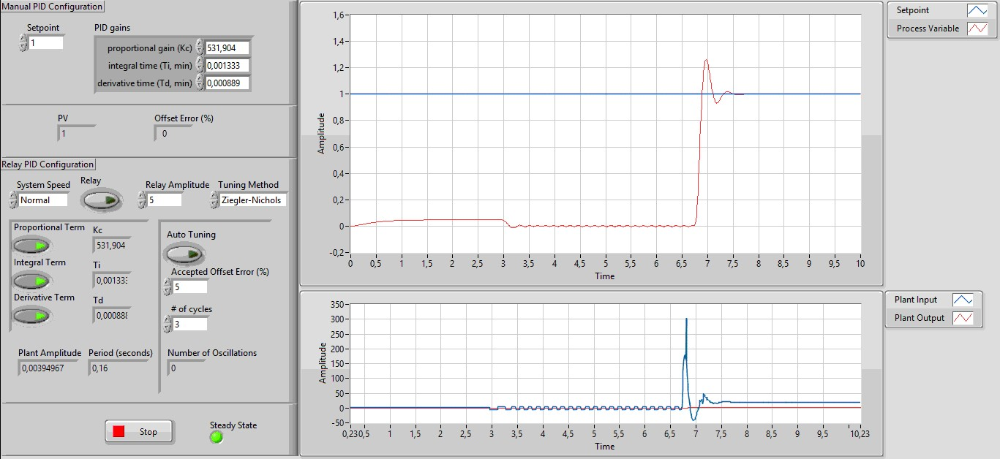 Manual PID Configuration
Setpoint
1
PID gains
proportional gain (Kc) 531,904
integral time (Ti, min) 0,001333
derivative time (Td, min) 0,000889
PV
1
Offset Error (%)
0
Relay PID Configuration
System Speed
Normal
Relay
Relay Amplitude
5
Tuning Method
Ziegler-Nichols
Proportional Term
Kc
531,904
Integral Term
Ti
0,001333
Derivative Term
Td
Auto Tuning
Accepted Offset Error (%)
5
# of cycles
3
Plant Amplitude
0,00394967
Period (seconds)
0,16
Number of Oscillations
0
Stop
Steady State
Amplitude
1,6
1,4
1,2
1
0,8
0,6
0,4
0,2
0
-0,2
0 0,5 1 1,5 2 2,5 3 3,5 4 4,5 5 5,5 6 6,5 7 7,5 8 8,5 9 9,5 10
Time
Setpoint
Process Variable
Amplitude
350
300
250
200
150
100
50
0
-50
0,23 0,5 1 1,5 2 2,5 3 3,5 4 4,5 5 5,5 6 6,5 7 7,5 8 8,5 9 9,5 10,23
Time
Plant Input
Plant Output